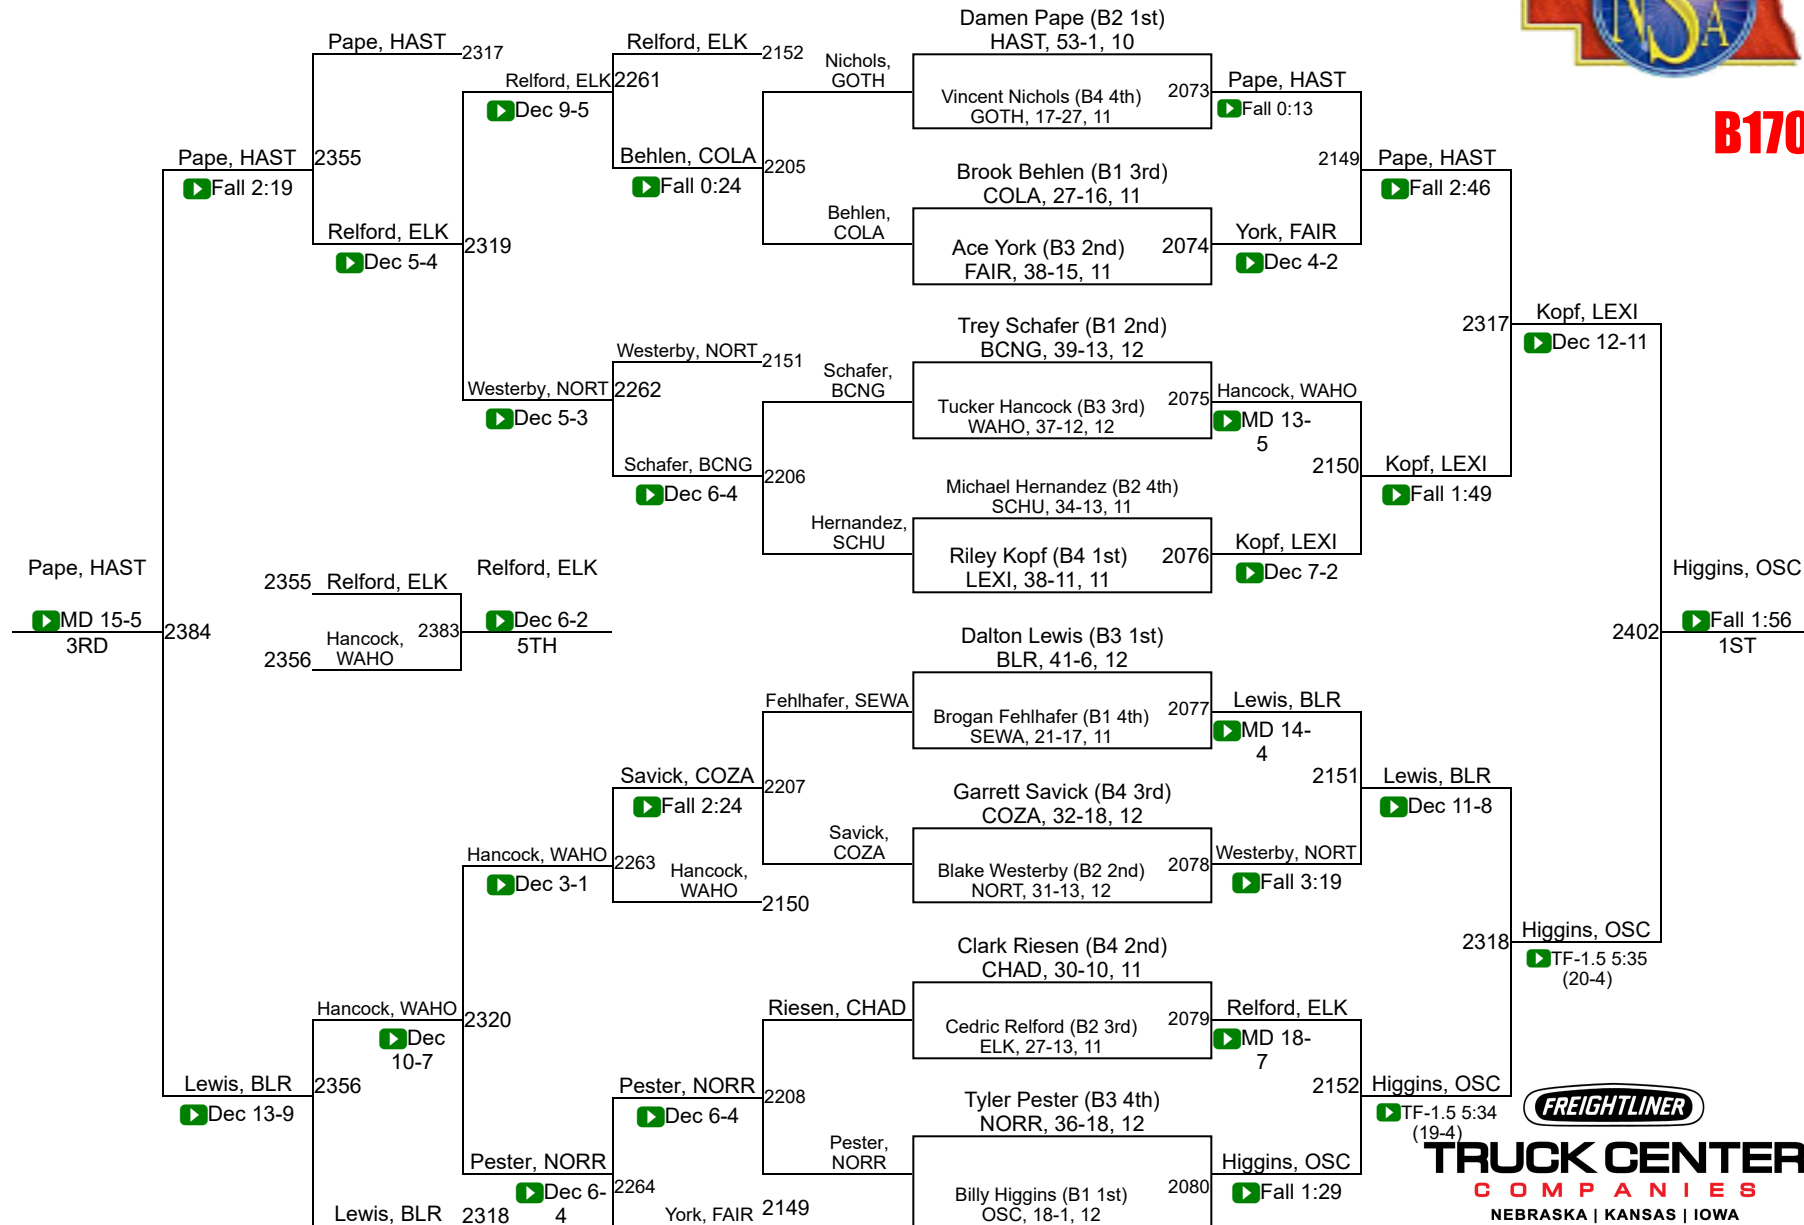 Damen Pape (B2 1st)
HAST, 53-1, 10
NSA
B170
Pape, HAST
2317
Relford, ELK
2152
Nichols,
GOTH
Vincent Nichols (B4 4th)
GOTH, 17-27, 11
2073
Pape, HAST
Fall 0:13
Relford, ELK
2261
Dec 9-5
Pape, HAST
2355
Fall 2:19
Behlen, COLA
2205
Fall 0:24
Brook Behlen (B1 3rd)
COLA, 27-16, 11
2149
Pape, HAST
Fall 2:46
Relford, ELK
2319
Dec 5-4
Behlen,
COLA
Ace York (B3 2nd)
FAIR, 38-15, 11
2074
York, FAIR
Dec 4-2
Trey Schafer (B1 2nd)
BCNG, 39-13, 12
2317
Kopf, LEXI
Dec 12-11
Westerby, NORT
2151
Schafer,
BCNG
Westerby, NORT
2262
Dec 5-3
Tucker Hancock (B3 3rd)
WAHO, 37-12, 12
2075
Hancock, WAHO
MD 13-
5
Schafer, BCNG
2206
Dec 6-4
Michael Hernandez (B2 4th)
SCHU, 34-13, 11
2150
Kopf, LEXI
Fall 1:49
Hernandez,
SCHU
Riley Kopf (B4 1st)
LEXI, 38-11, 11
2076
Kopf, LEXI
Dec 7-2
Pape, HAST
MD 15-5
3RD
2384
2355
Relford, ELK
2356
Hancock,
WAHO
2383
Relford, ELK
Dec 6-2
5TH
Higgins, OSC
2402
Fall 1:56
1ST
Dalton Lewis (B3 1st)
BLR, 41-6, 12
Fehlhafer, SEWA
Brogan Fehlhafer (B1 4th)
SEWA, 21-17, 11
2077
Lewis, BLR
MD 14-
4
Savick, COZA
2207
Fall 2:24
Garrett Savick (B4 3rd)
COZA, 32-18, 12
2151
Lewis, BLR
Dec 11-8
Savick,
COZA
Hancock, WAHO
2263
Dec 3-1
Hancock,
WAHO
2150
Blake Westerby (B2 2nd)
NORT, 31-13, 12
2078
Westerby, NORT
Fall 3:19
Clark Riesen (B4 2nd)
CHAD, 30-10, 11
2318
Higgins, OSC
TF-1.5 5:35
(20-4)
Hancock, WAHO
2320
Dec
10-7
Riesen, CHAD
Cedric Relford (B2 3rd)
ELK, 27-13, 11
2079
Relford, ELK
MD 18-
7
Lewis, BLR
2356
Dec 13-9
Pester, NORR
2208
Dec 6-4
Tyler Pester (B3 4th)
NORR, 36-18, 12
2152
Higgins, OSC
TF-1.5 5:34
(19-4)
FREIGHTLINER
TRUCK CENTER
COMPANIES
NEBRASKA | KANSAS | IOWA
Pester,
NORR
Pester, NORR
2264
Dec 6-
4
Billy Higgins (B1 1st)
OSC, 18-1, 12
2080
Higgins, OSC
Fall 1:29
Lewis, BLR
2318
York, FAIR
2149